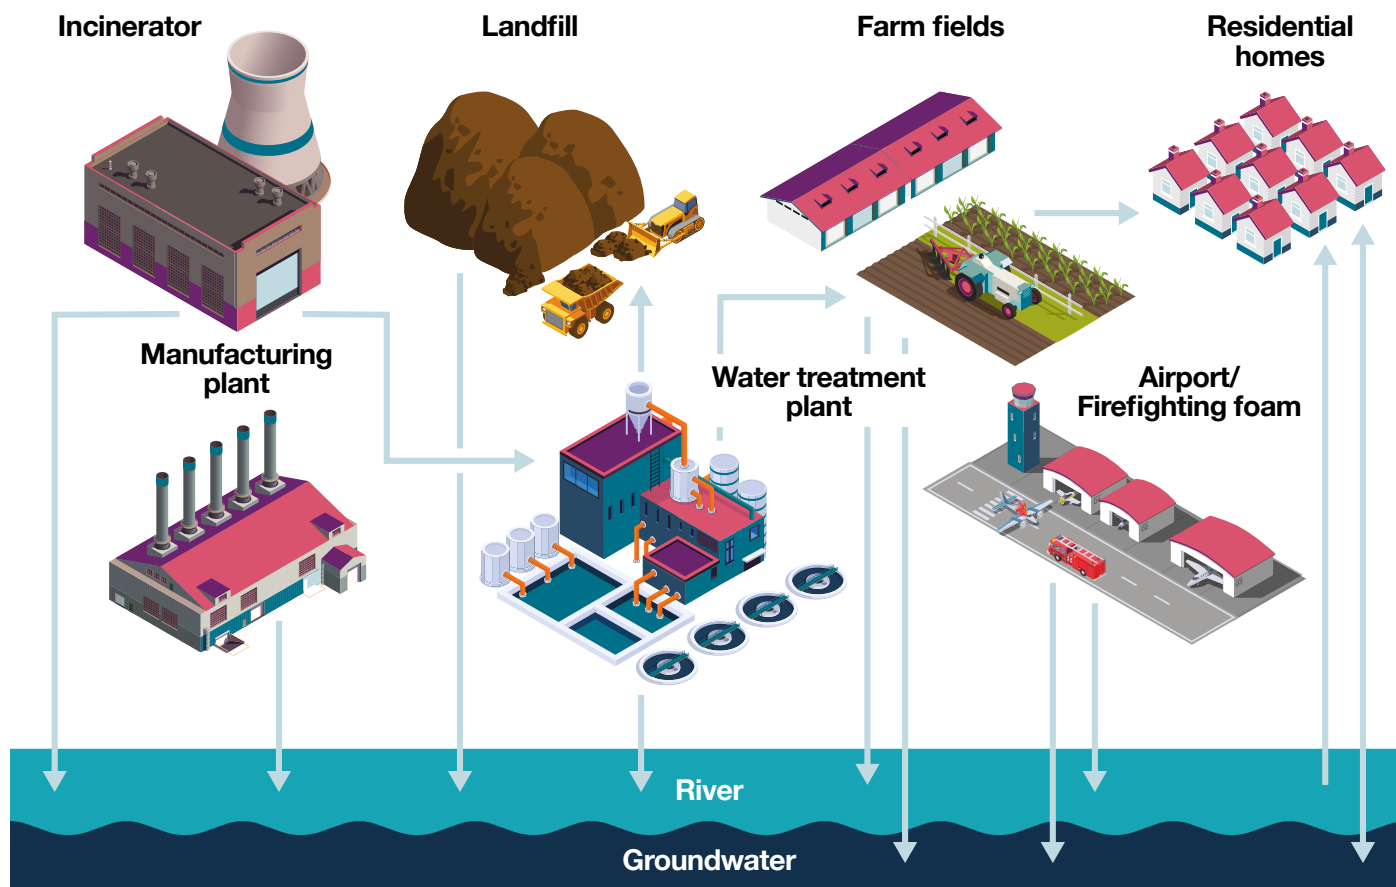 Incinerator
Landfill
Farm fields
Residential
homes
Manufacturing
plant
Water treatment
plant
Airport/
Firefighting foam
River
Groundwater